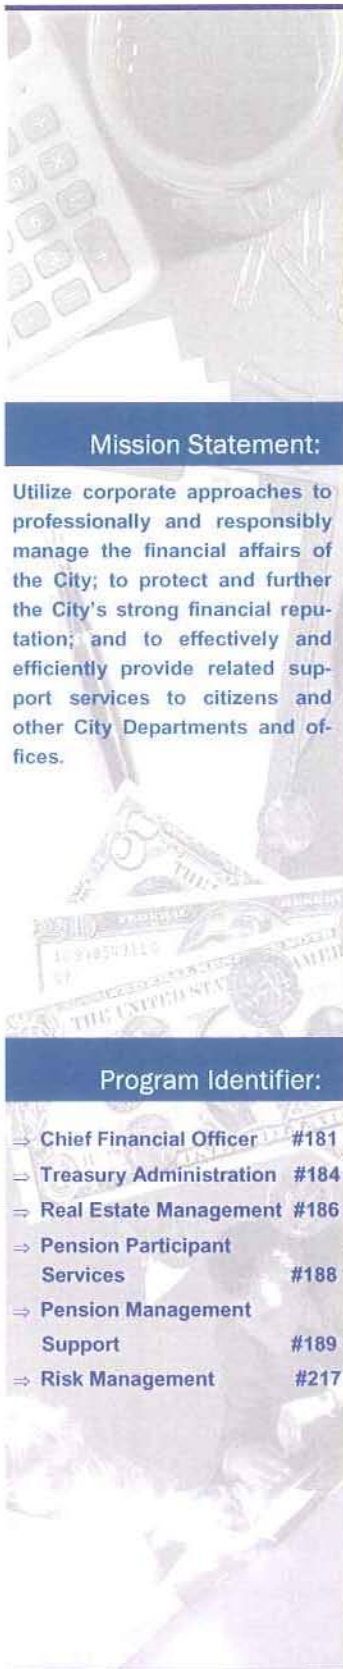 Mission Statement:
Utilize corporate approaches to
professionally and responsibly
manage the financial affairs of
the City; to protect and further
the City's strong financial repu-
tation; and to effectively and
efficiently provide related sup-
port services to citizens and
other City Departments and of-
fices.
THE UNITED STA
Program Identifier:
⇒ Chief Financial Officer #181
⇒ Treasury Administration #184
⇒ Real Estate Management #186
⇒ Pension Participant
Services #188
⇒ Pension Management
Support #189
⇒ Risk Management #217